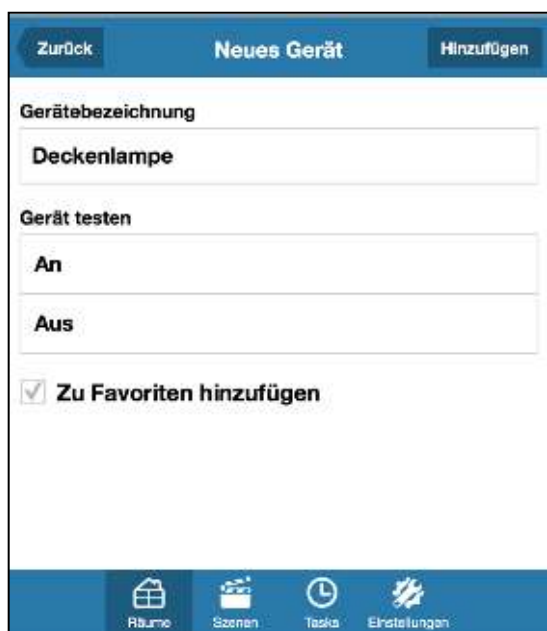 Zurück Neues Gerät Hinzufügen
Gerätebezeichnung
Deckenlampe
Gerät testen
An
Aus
Zu Favoriten hinzufügen
Räume Szenen Tasks Einstellungen